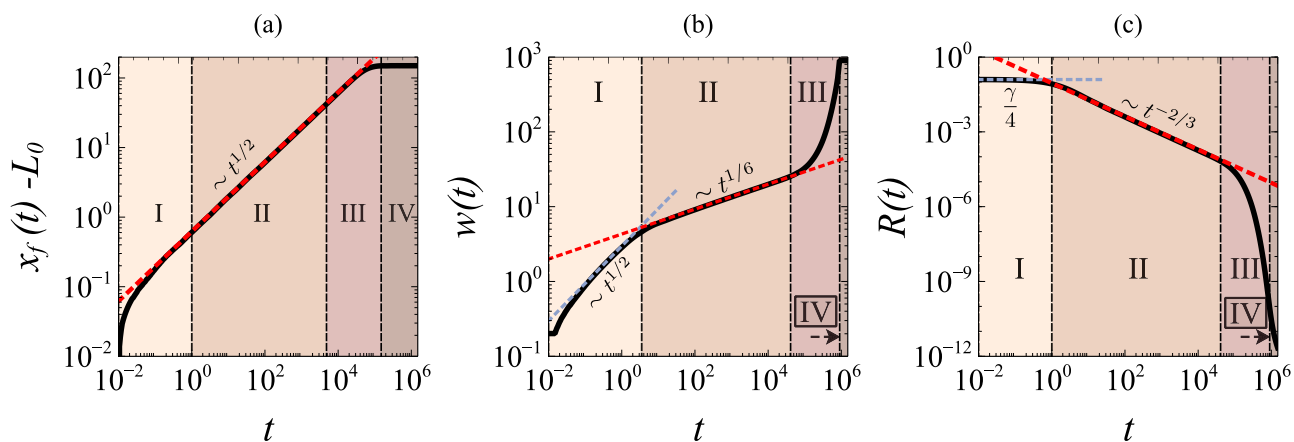 (a)
x_f(t) -L_0
10^2
10^1
10^0
10^-1
10^-2
I
II
III
IV
~ t^{1/2}
10^-2
10^0
10^2
10^4
10^6
t
(b)
w(t)
10^3
10^2
10^1
10^0
10^-1
I
II
III
IV
~ t^{1/6}
~ t^{1/2}
10^-2
10^0
10^2
10^4
10^6
t
(c)
R(t)
10^0
10^-3
10^-6
10^-9
10^-12
γ/4
~ t^{-2/3}
I
II
III
IV
10^-2
10^0
10^2
10^4
10^6
t